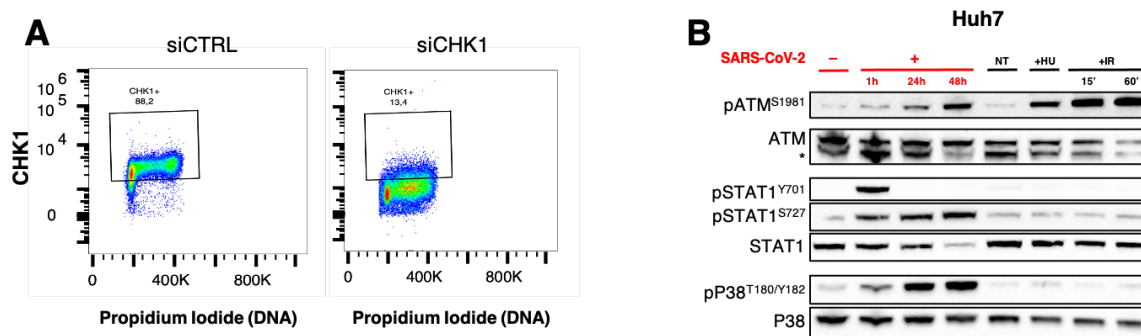 A
siCTRL
siCHK1
CHK1+
88,2
CHK1+
13,4
CHK1
10 6
10 5
10 4
0
0 400K 800K
0 400K 800K
Propidium Iodide (DNA)
Propidium Iodide (DNA)
B
Huh7
SARS-CoV-2 – + NT +HU +IR
1h 24h 48h 15' 60'
pATM S1981
ATM
*
pSTAT1 Y701
pSTAT1 S727
STAT1
pP38 T180/Y182
P38